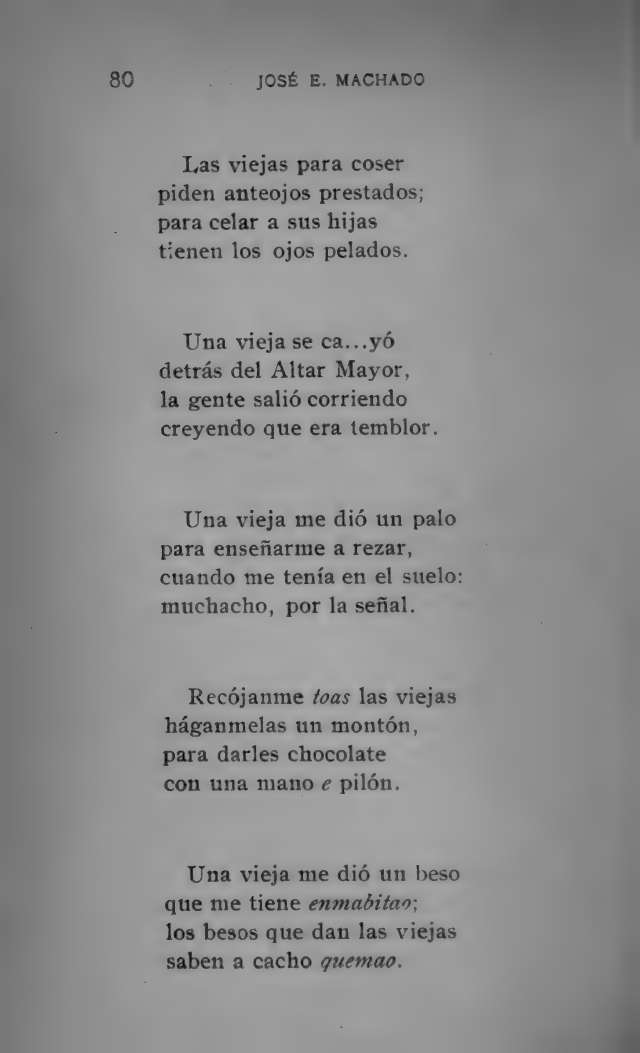 80 JOSÉ E. MACHADO
Las viejas para coser
piden anteojos prestados;
para celar a sus hijas
tienen los ojos pelados.
Una vieja se ca...yó
detrás del Altar Mayor,
la gente salió corriendo
creyendo que era temblor.
Una vieja me dió un palo
para enseñarme a rezar,
cuando me tenía en el suelo:
muchacho, por la señal.
Recójanme toas las viejas
háganmelas un montón,
para darles chocolate
con una mano e pilón.
Una vieja me dió un beso
que me tiene enmabitao;
los besos que dan las viejas
saben a cacho quemao.